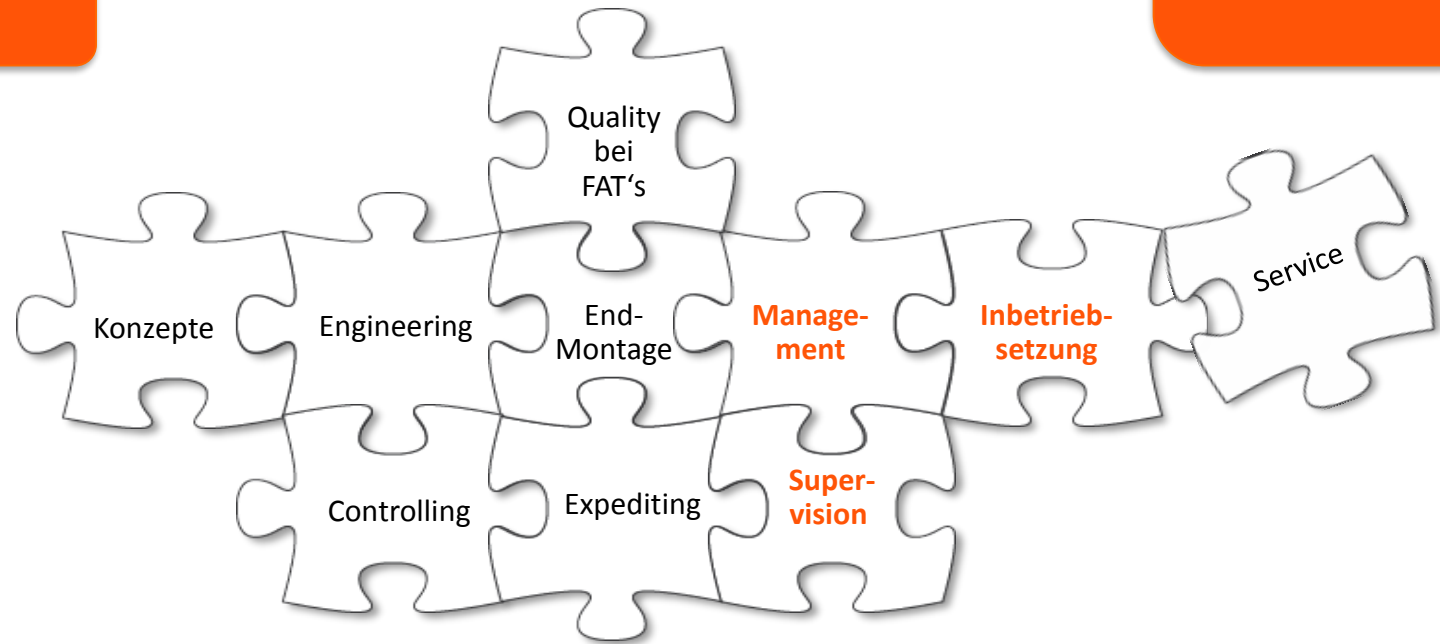 Quality
bei
FAT‘s
Konzepte
Engineering
End-
Montage
Manage-
ment
Inbetrieb-
setzung
Service
Controlling
Expediting
Super-
vision